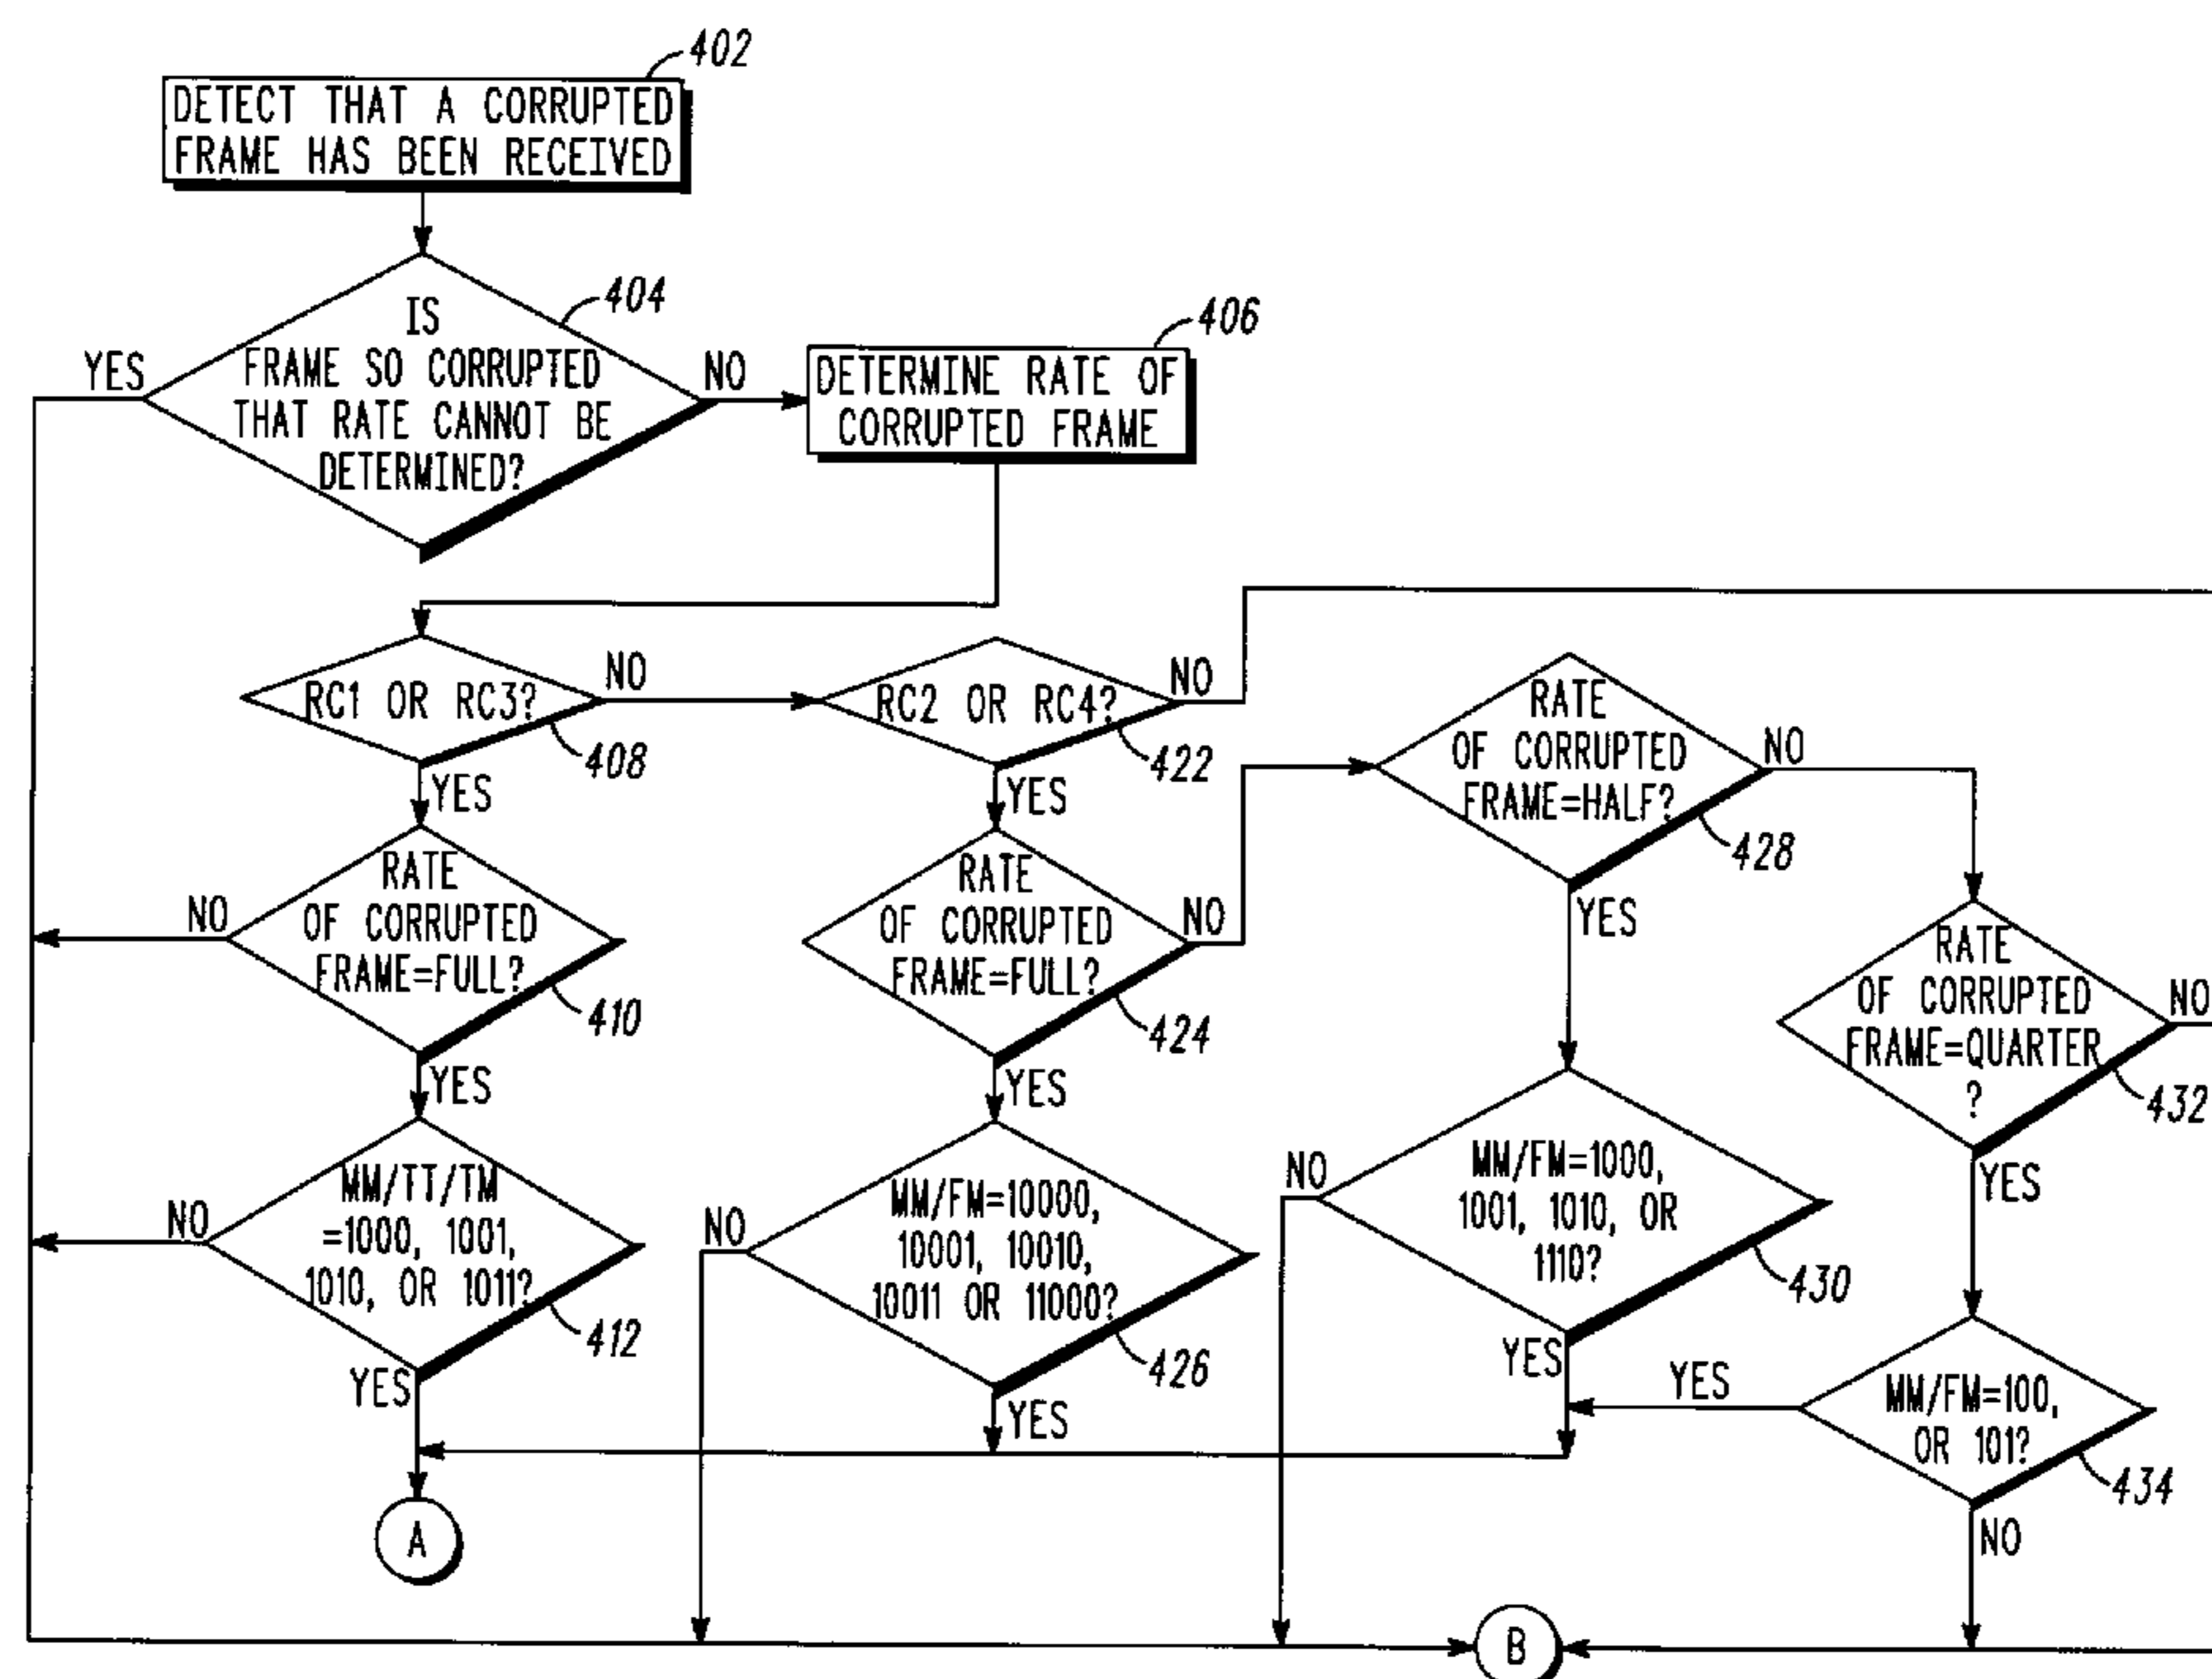 402
DETECT THAT A CORRUPTED
FRAME HAS BEEN RECEIVED
404
IS
FRAME SO CORRUPTED
THAT RATE CANNOT BE
DETERMINED?
YES
NO
406
DETERMINE RATE OF
CORRUPTED FRAME
RC1 OR RC3?
NO
408
YES
RC2 OR RC4?
NO
422
YES
RATE
OF CORRUPTED
FRAME=HALF?
NO
428
YES
RATE
OF CORRUPTED
FRAME=FULL?
NO
410
YES
RATE
OF CORRUPTED
FRAME=FULL?
NO
424
YES
RATE
OF CORRUPTED
FRAME=QUARTER
?
NO
432
YES
MM/TT/TM
=1000, 1001,
1010, OR 1011?
NO
412
YES
MM/FM=10000,
10001, 10010,
10011 OR 11000?
NO
426
YES
MM/FM=1000,
1001, 1010, OR
1110?
NO
430
YES
MM/FM=100,
OR 101?
YES
434
NO
A
B